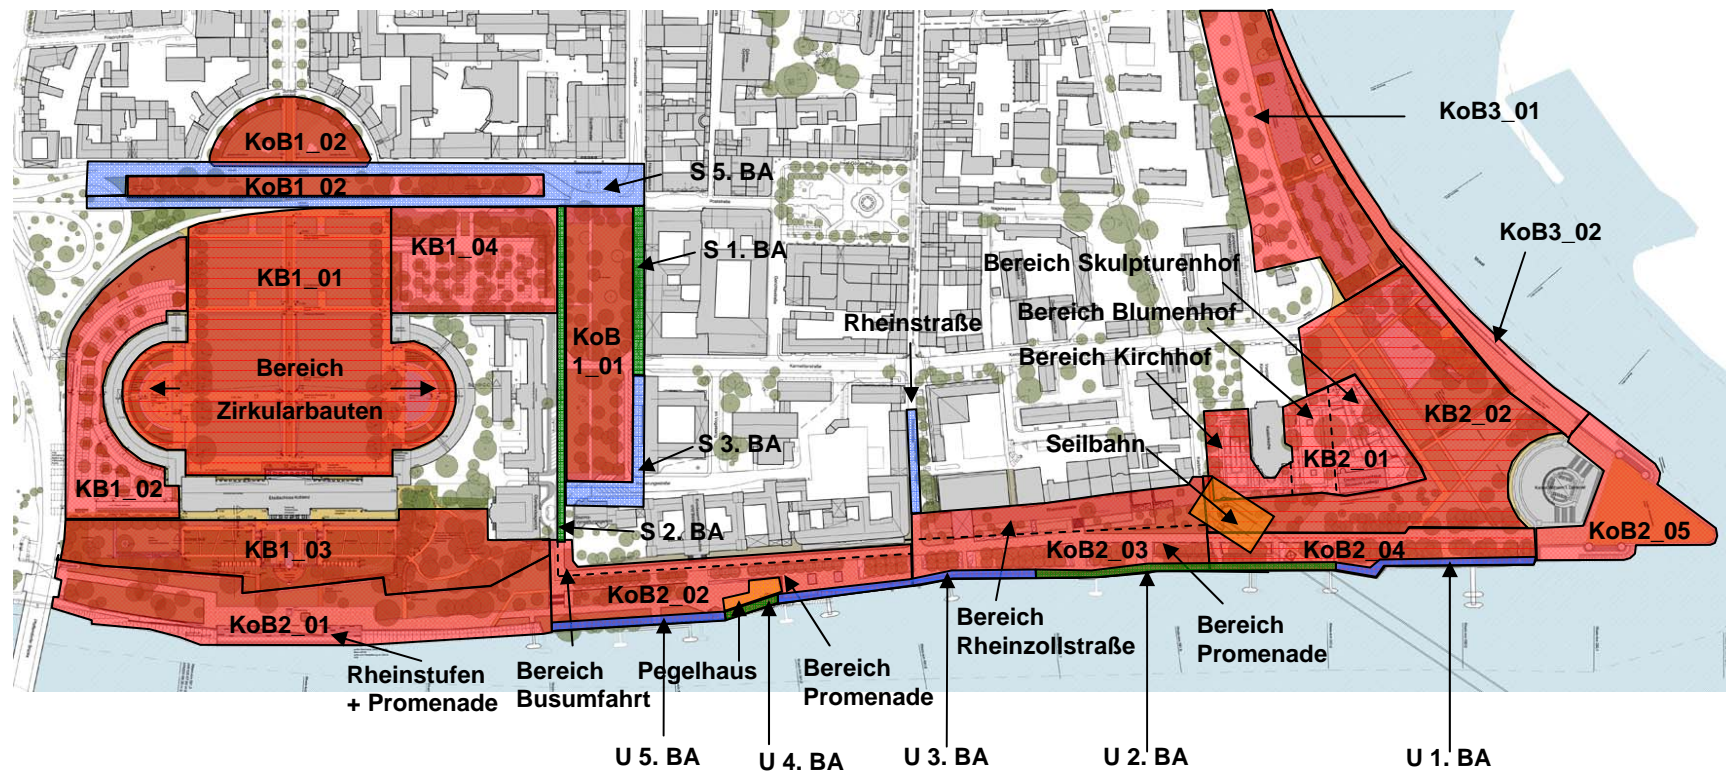 KoB1_02
KoB1_02
S 5. BA
KoB3_01
KoB3_02
KB1_04
KB1_01
S 1. BA
Bereich Skulpturenhof
Bereich Blumenhof
Rheinstraße
Bereich Kirchhof
KoB
1_01
Bereich
Zirkularbauten
KB2_02
Seilbahn
S 3. BA
KB2_01
KB1_02
S 2. BA
KoB2_05
KB1_03
KoB2_03
KoB2_04
KoB2_02
KoB2_01
Rheinstufen
+ Promenade
Bereich
Busumfahrt
Pegelhaus
Bereich
Promenade
Bereich
Rheinzollstraße
Bereich
Promenade
U 5. BA
U 4. BA
U 3. BA
U 2. BA
U 1. BA